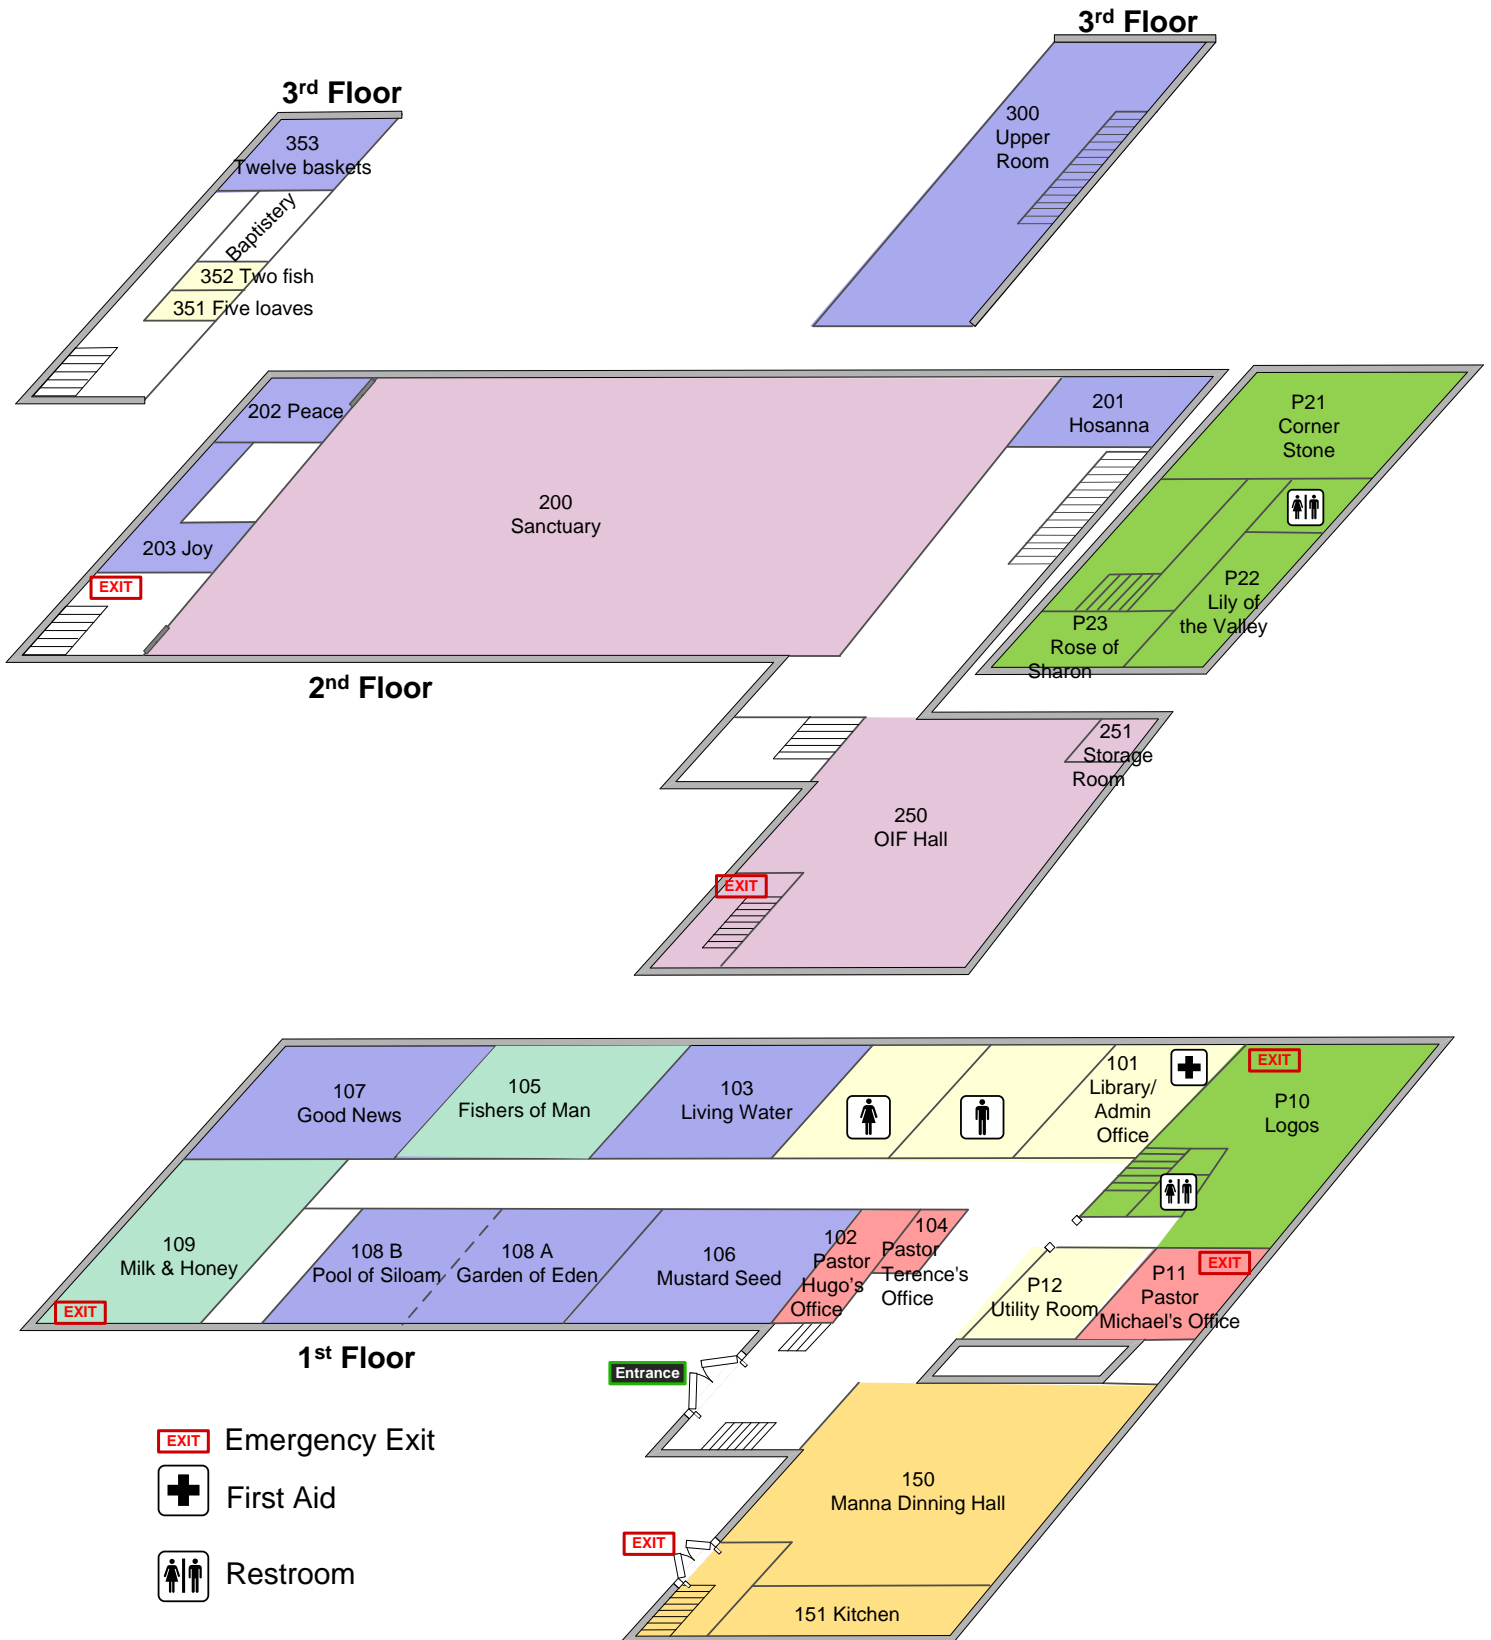 3rd Floor
3rd Floor
353
Twelve baskets
Baptistery
352 Two fish
351 Five loaves
300
Upper
Room
202 Peace
203 Joy
EXIT
200
Sanctuary
201
Hosanna
P21
Corner
Stone
P22
Lily of
the Valley
P23
Rose of
Sharon
2nd Floor
251
Storage
Room
250
OIF Hall
EXIT
107
Good News
105
Fishers of Man
103
Living Water
101
Library/
Admin
Office
EXIT
P10
Logos
109
Milk & Honey
EXIT
108 B
Pool of Siloam
108 A
Garden of Eden
106
Mustard Seed
102
Pastor
Hugo's
Office
104
Pastor
Terence's
Office
P12
Utility Room
EXIT
P11
Pastor
Michael's Office
1st Floor
Entrance
150
Manna Dinning Hall
EXIT
151 Kitchen
EXIT Emergency Exit
First Aid
Restroom